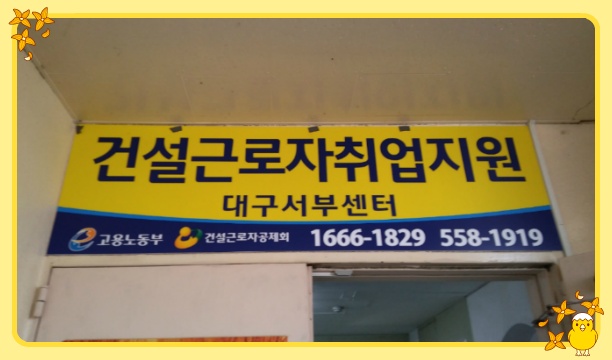 건설근로자취업지원
대구서부센터
고용노동부 건설근로자공제회 1666-1829 558-1919